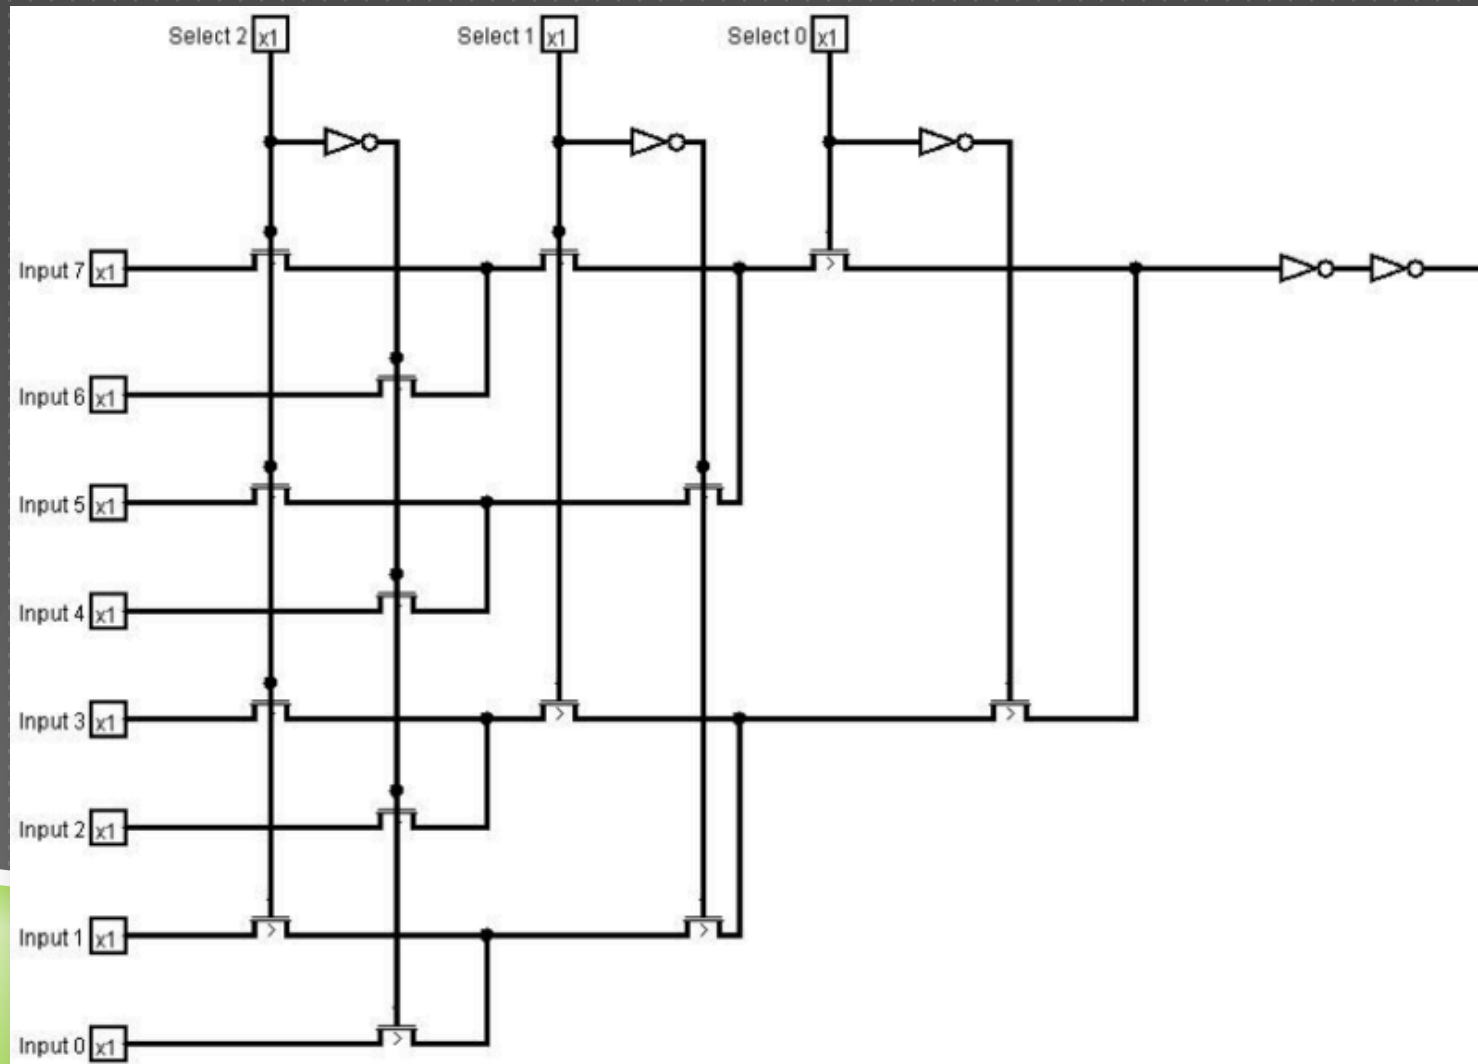 Select 2 x1
Select 1 x1
Select 0 x1
Input 7 x1
Input 6 x1
Input 5 x1
Input 4 x1
Input 3 x1
Input 2 x1
Input 1 x1
Input 0 x1